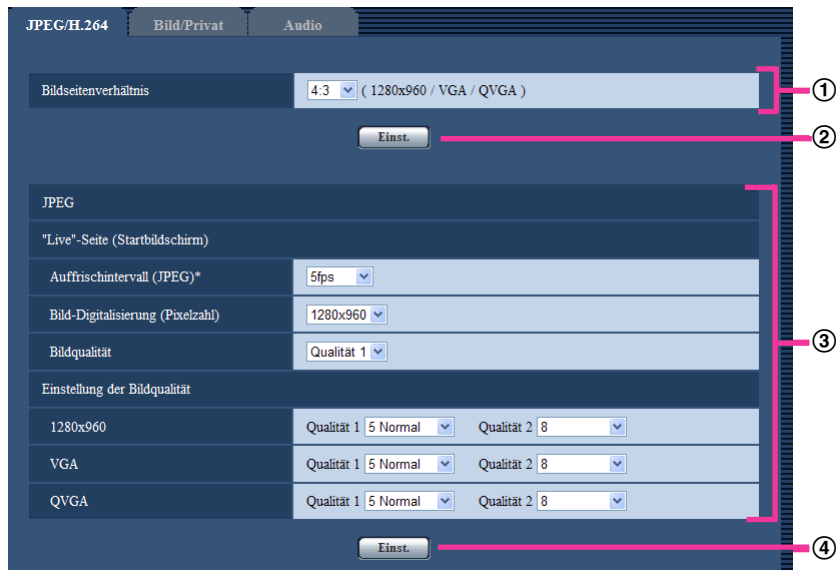 JPEG/H.264 Bild/Privat Audio
Bildseitenverhältnis 4:3 ( 1280x960 / VGA / QVGA ) ①
Einst. ②
JPEG
"Live"-Seite (Startbildschirm)
Auffrischintervall (JPEG)* 5fps
Bild-Digitalisierung (Pixelzahl) 1280x960
Bildqualität Qualität 1 ③
Einstellung der Bildqualität
1280x960 Qualität 1 5 Normal Qualität 2 8
VGA Qualität 1 5 Normal Qualität 2 8
QVGA Qualität 1 5 Normal Qualität 2 8
Einst. ④